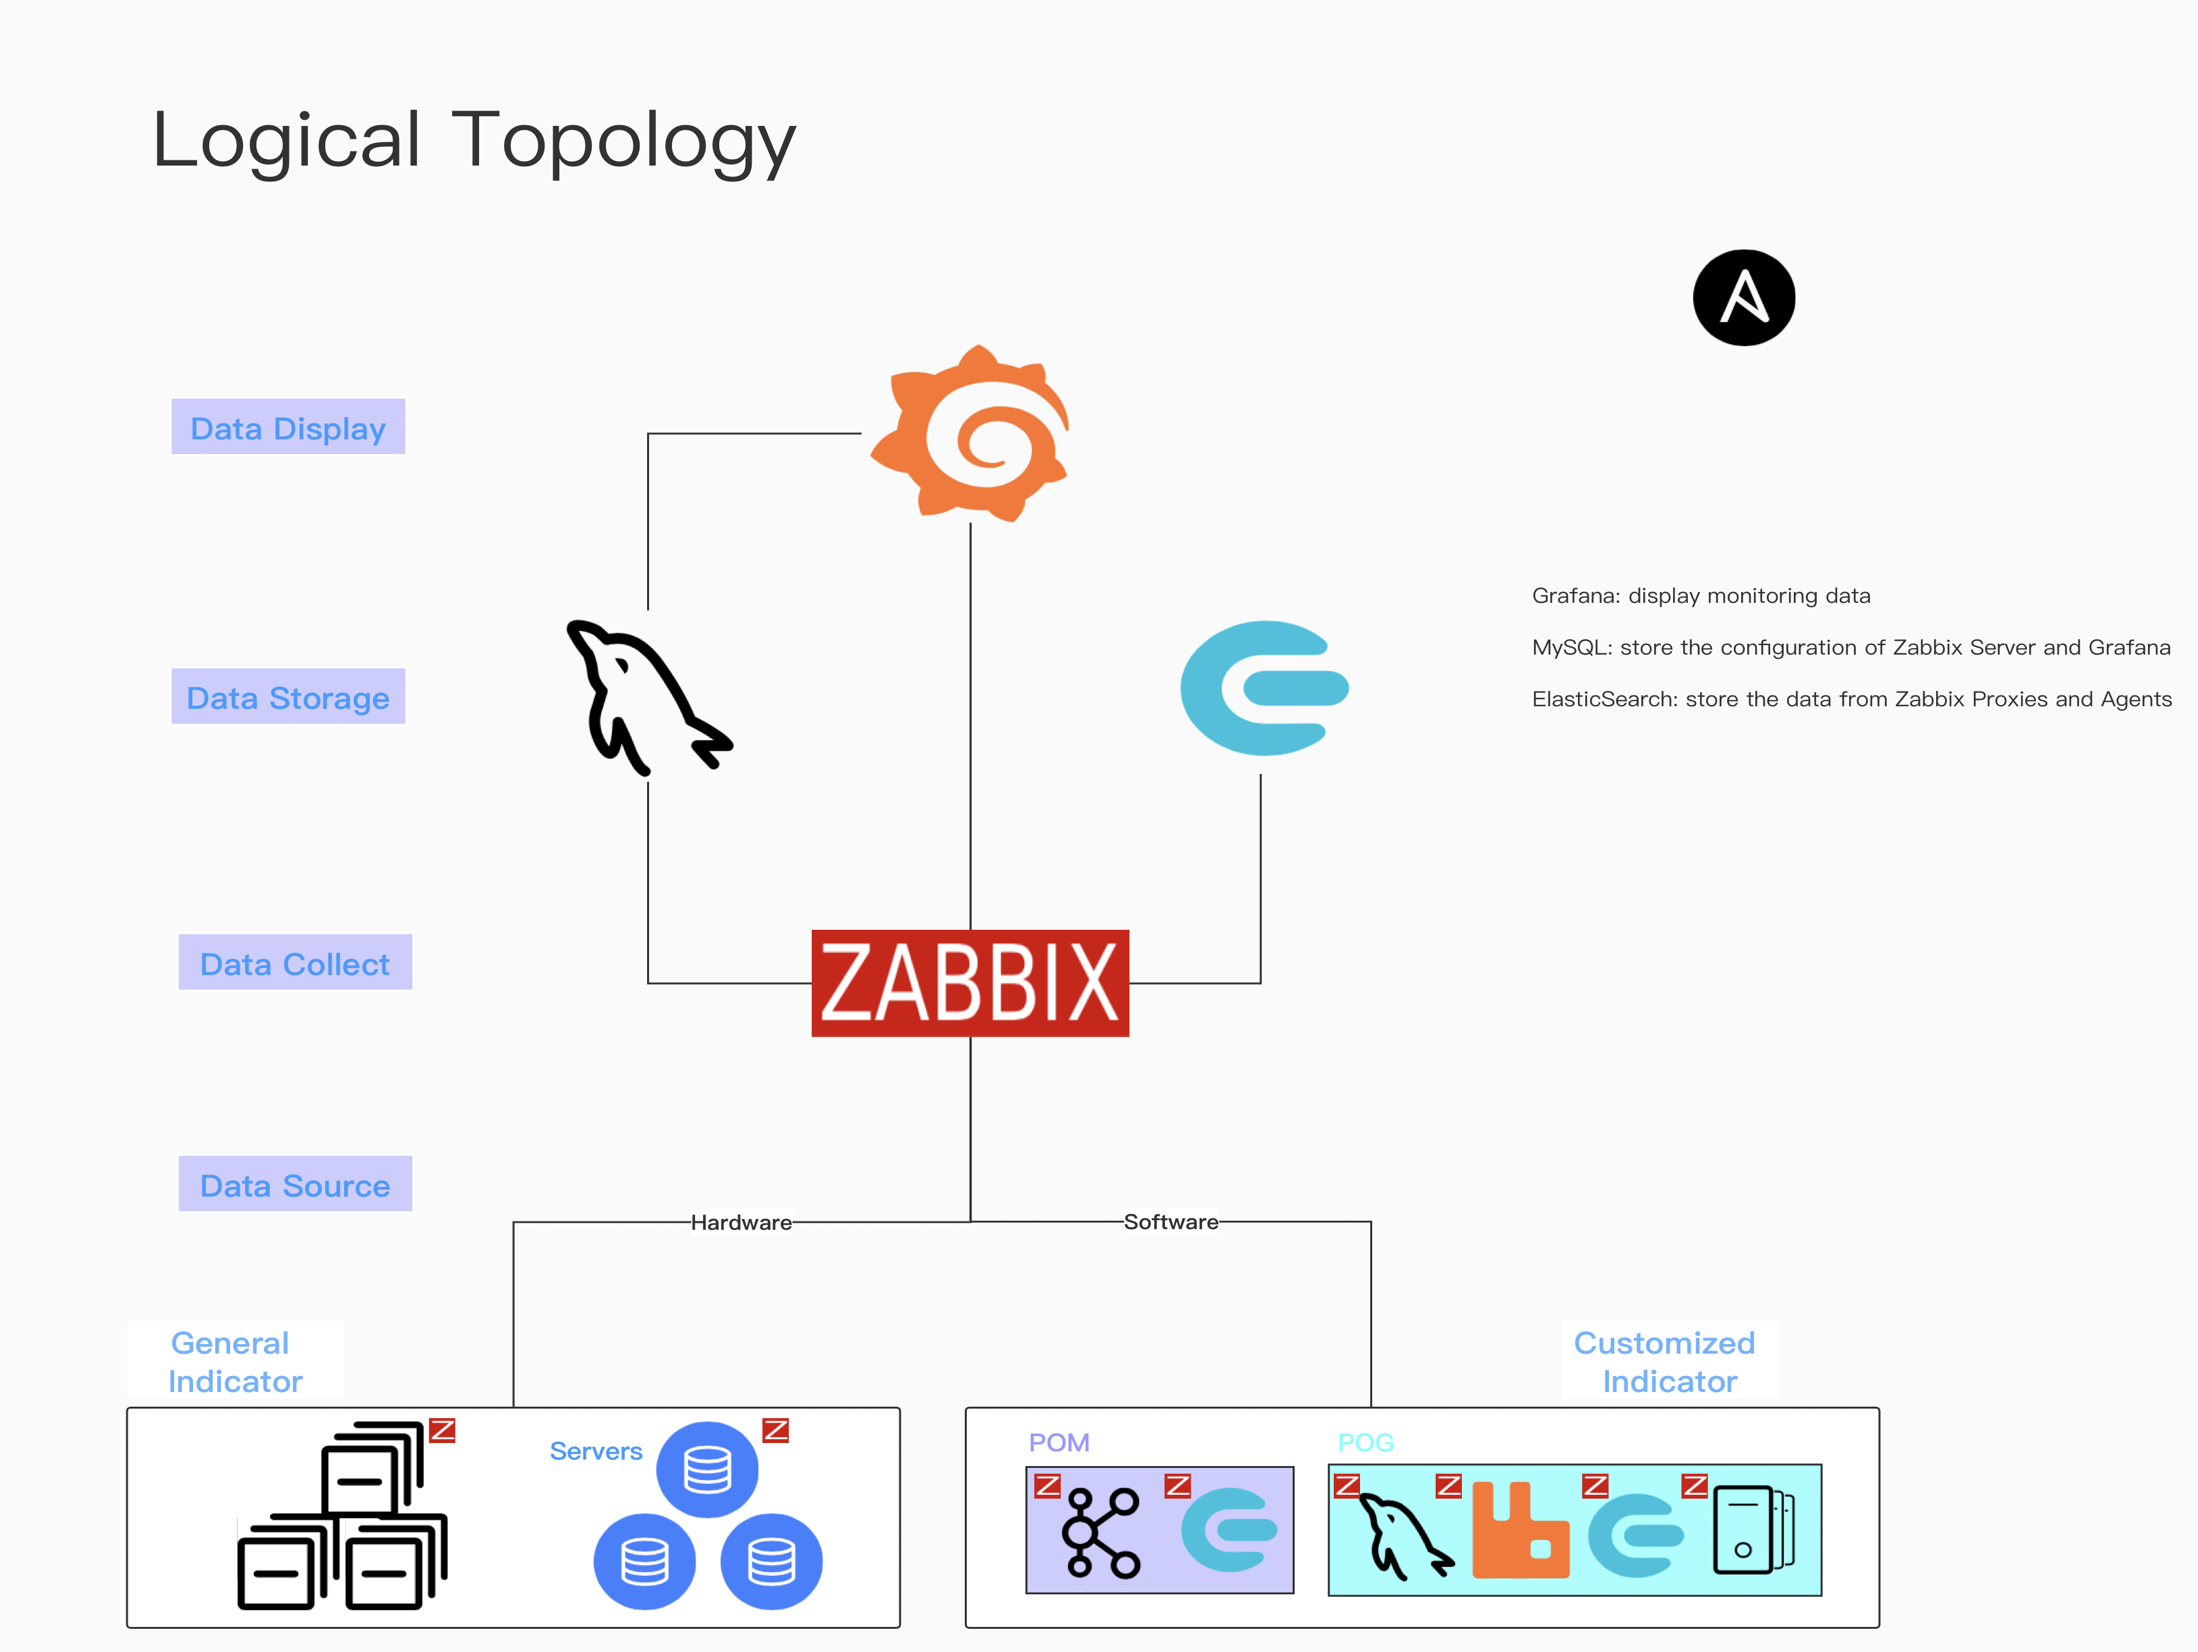 Logical Topology
Data Display
Grafana: display monitoring data
MySQL: store the configuration of Zabbix Server and Grafana
ElasticSearch: store the data from Zabbix Proxies and Agents
Data Storage
Data Collect
ZABBIX
Data Source
Hardware
Software
General
Indicator
Customized
Indicator
Servers
Z
Z
POM
Z
Z
POG
Z
Z
Z
Z